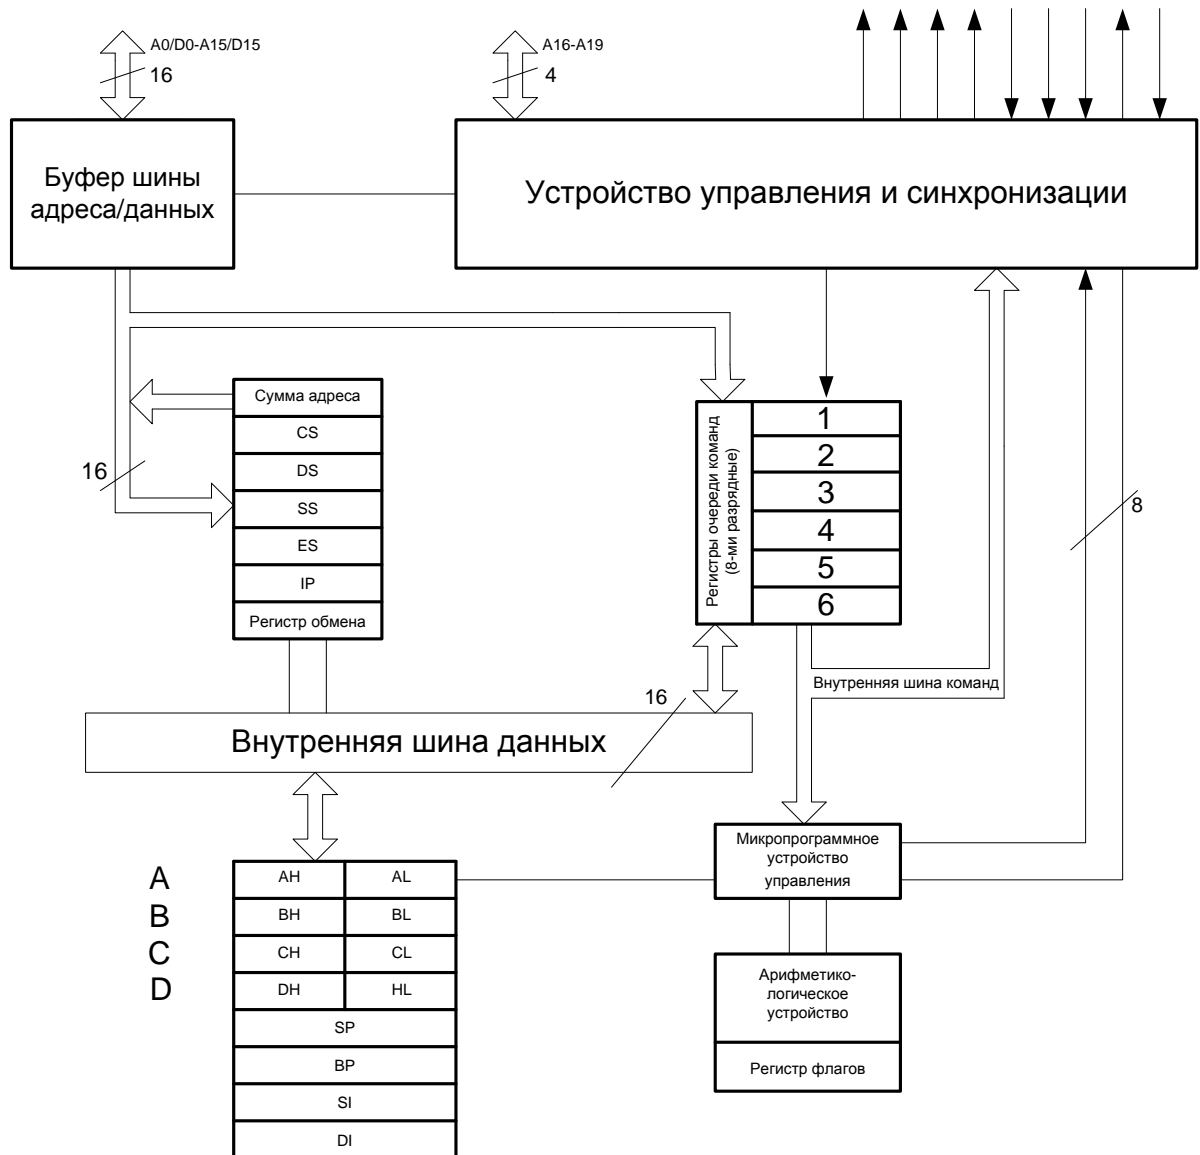 A0/D0-A15/D15
16
A16-A19
4
Буфер шины
адреса/данных
Устройство управления и синхронизации
Сумма адреса
CS
DS
SS
ES
IP
Регистр обмена
16
Регистры очереди команд
(8-ми разрядные)
1
2
3
4
5
6
8
Внутренняя шина команд
16
Внутренняя шина данных
Микропрограммное
устройство
управления
A
AH
AL
B
BH
BL
C
CH
CL
D
DH
HL
SP
BP
SI
DI
Арифметико-
логическое
устройство
Регистр флагов